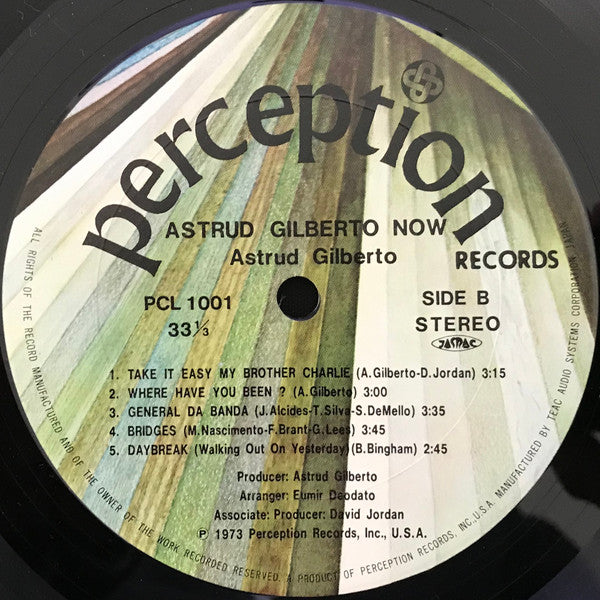 perception
RECORDS
ASTRUD GILBERTO NOW
Astrud Gilberto
PCL 1001
33 1/3
SIDE B
STEREO
JASRAC
1. TAKE IT EASY MY BROTHER CHARLIE (A.Gilberto-D.Jordan) 3:15
2. WHERE HAVE YOU BEEN ? (A.Gilberto) 3:00
3. GENERAL DA BANDA (J.Alcides-T.Silva-S.DeMello) 3:35
4. BRIDGES (M.Nascimento-F.Brant-G.Lees) 3:45
5. DAYBREAK (Walking Out On Yesterday)(B.Bingham) 2:45
Producer: Astrud Gilberto
Arranger: Eumir Deodato
Associate: Producer: David Jordan
℗ 1973 Perception Records, Inc., U.S.A.
ALL RIGHTS OF THE RECORD MANUFACTURED AND OF THE OWNER OF THE WORK RECORDED RESERVED. A PRODUCT OF PERCEPTION RECORDS, INC., U.S.A. MANUFACTURED BY TEAC AUDIO SYSTEMS CORPORATION JAPAN